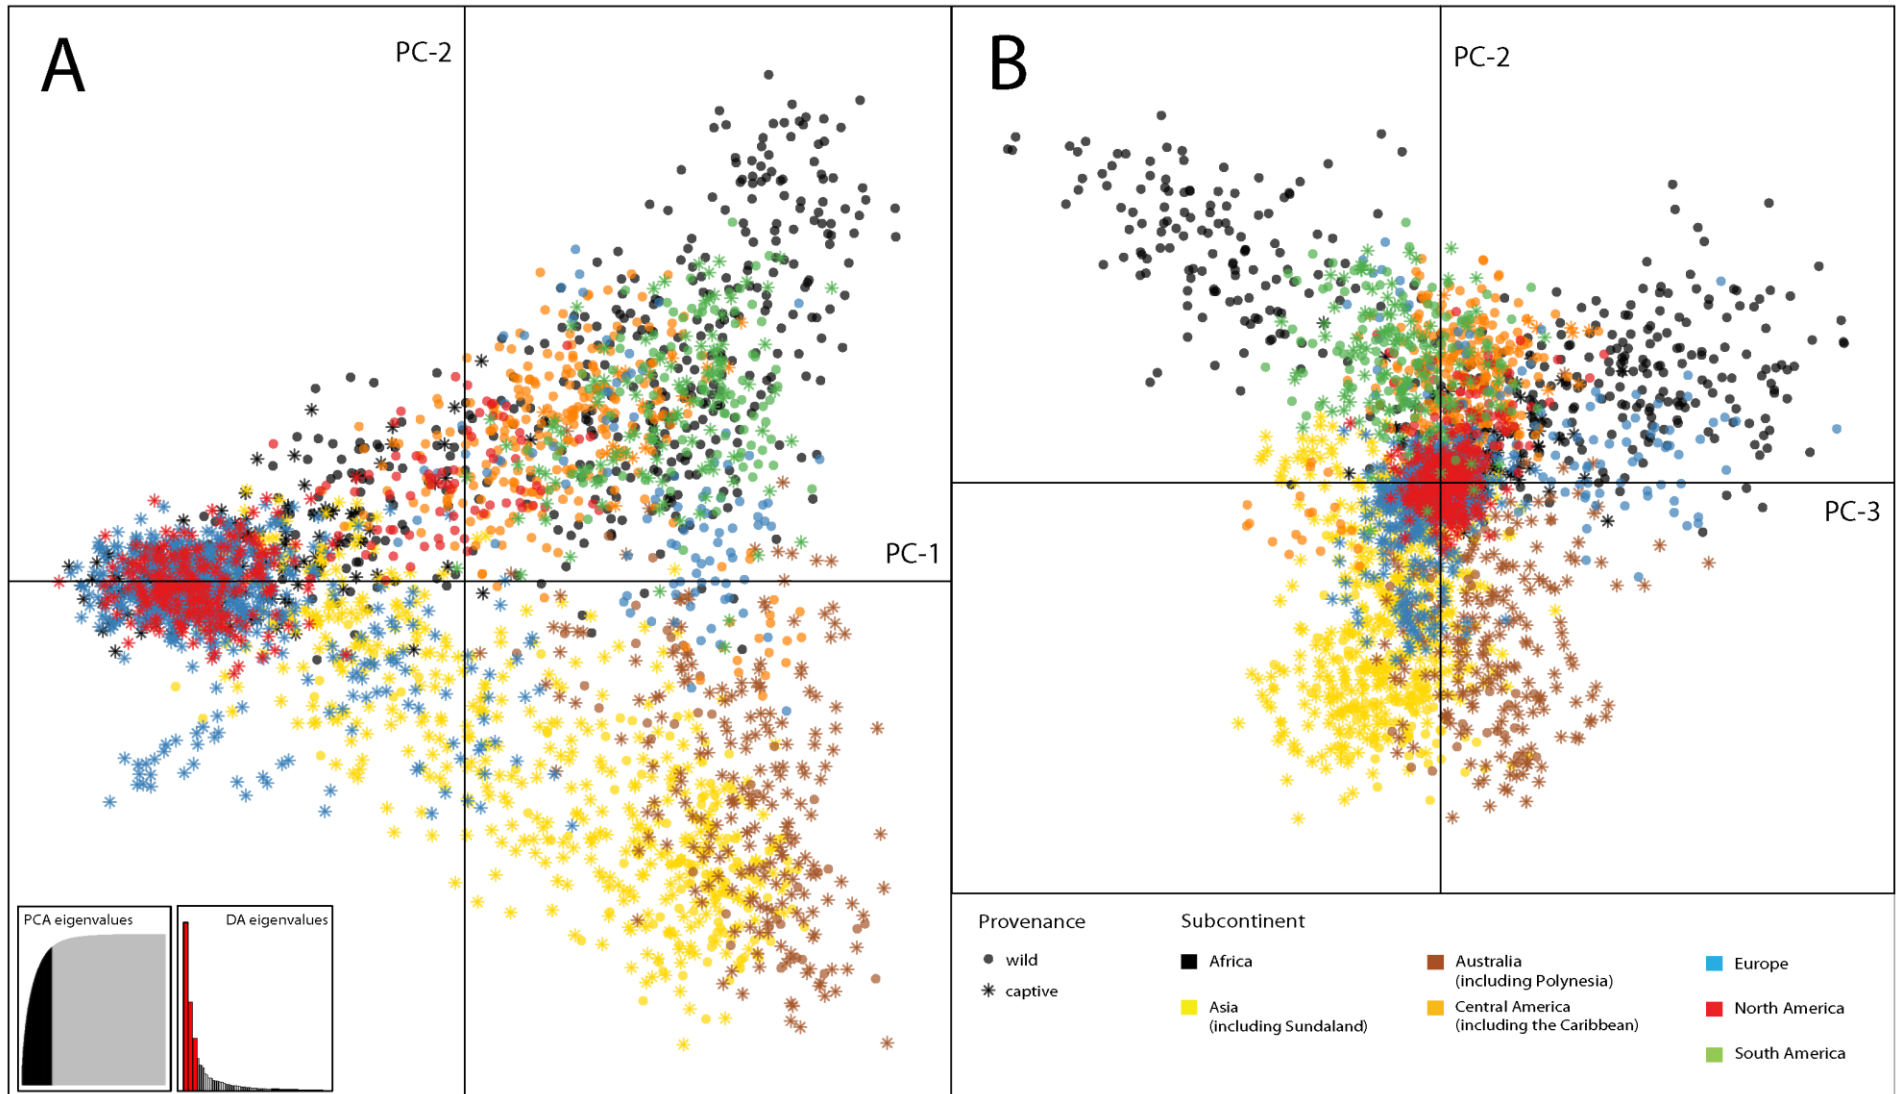 A
PC-2
PC-1
PCA eigenvalues
DA eigenvalues
B
PC-2
PC-3
Provenance
wild
captive
Subcontinent
Africa
Asia
(including Sundaland)
Australia
(including Polynesia)
Central America
(including the Caribbean)
Europe
North America
South America